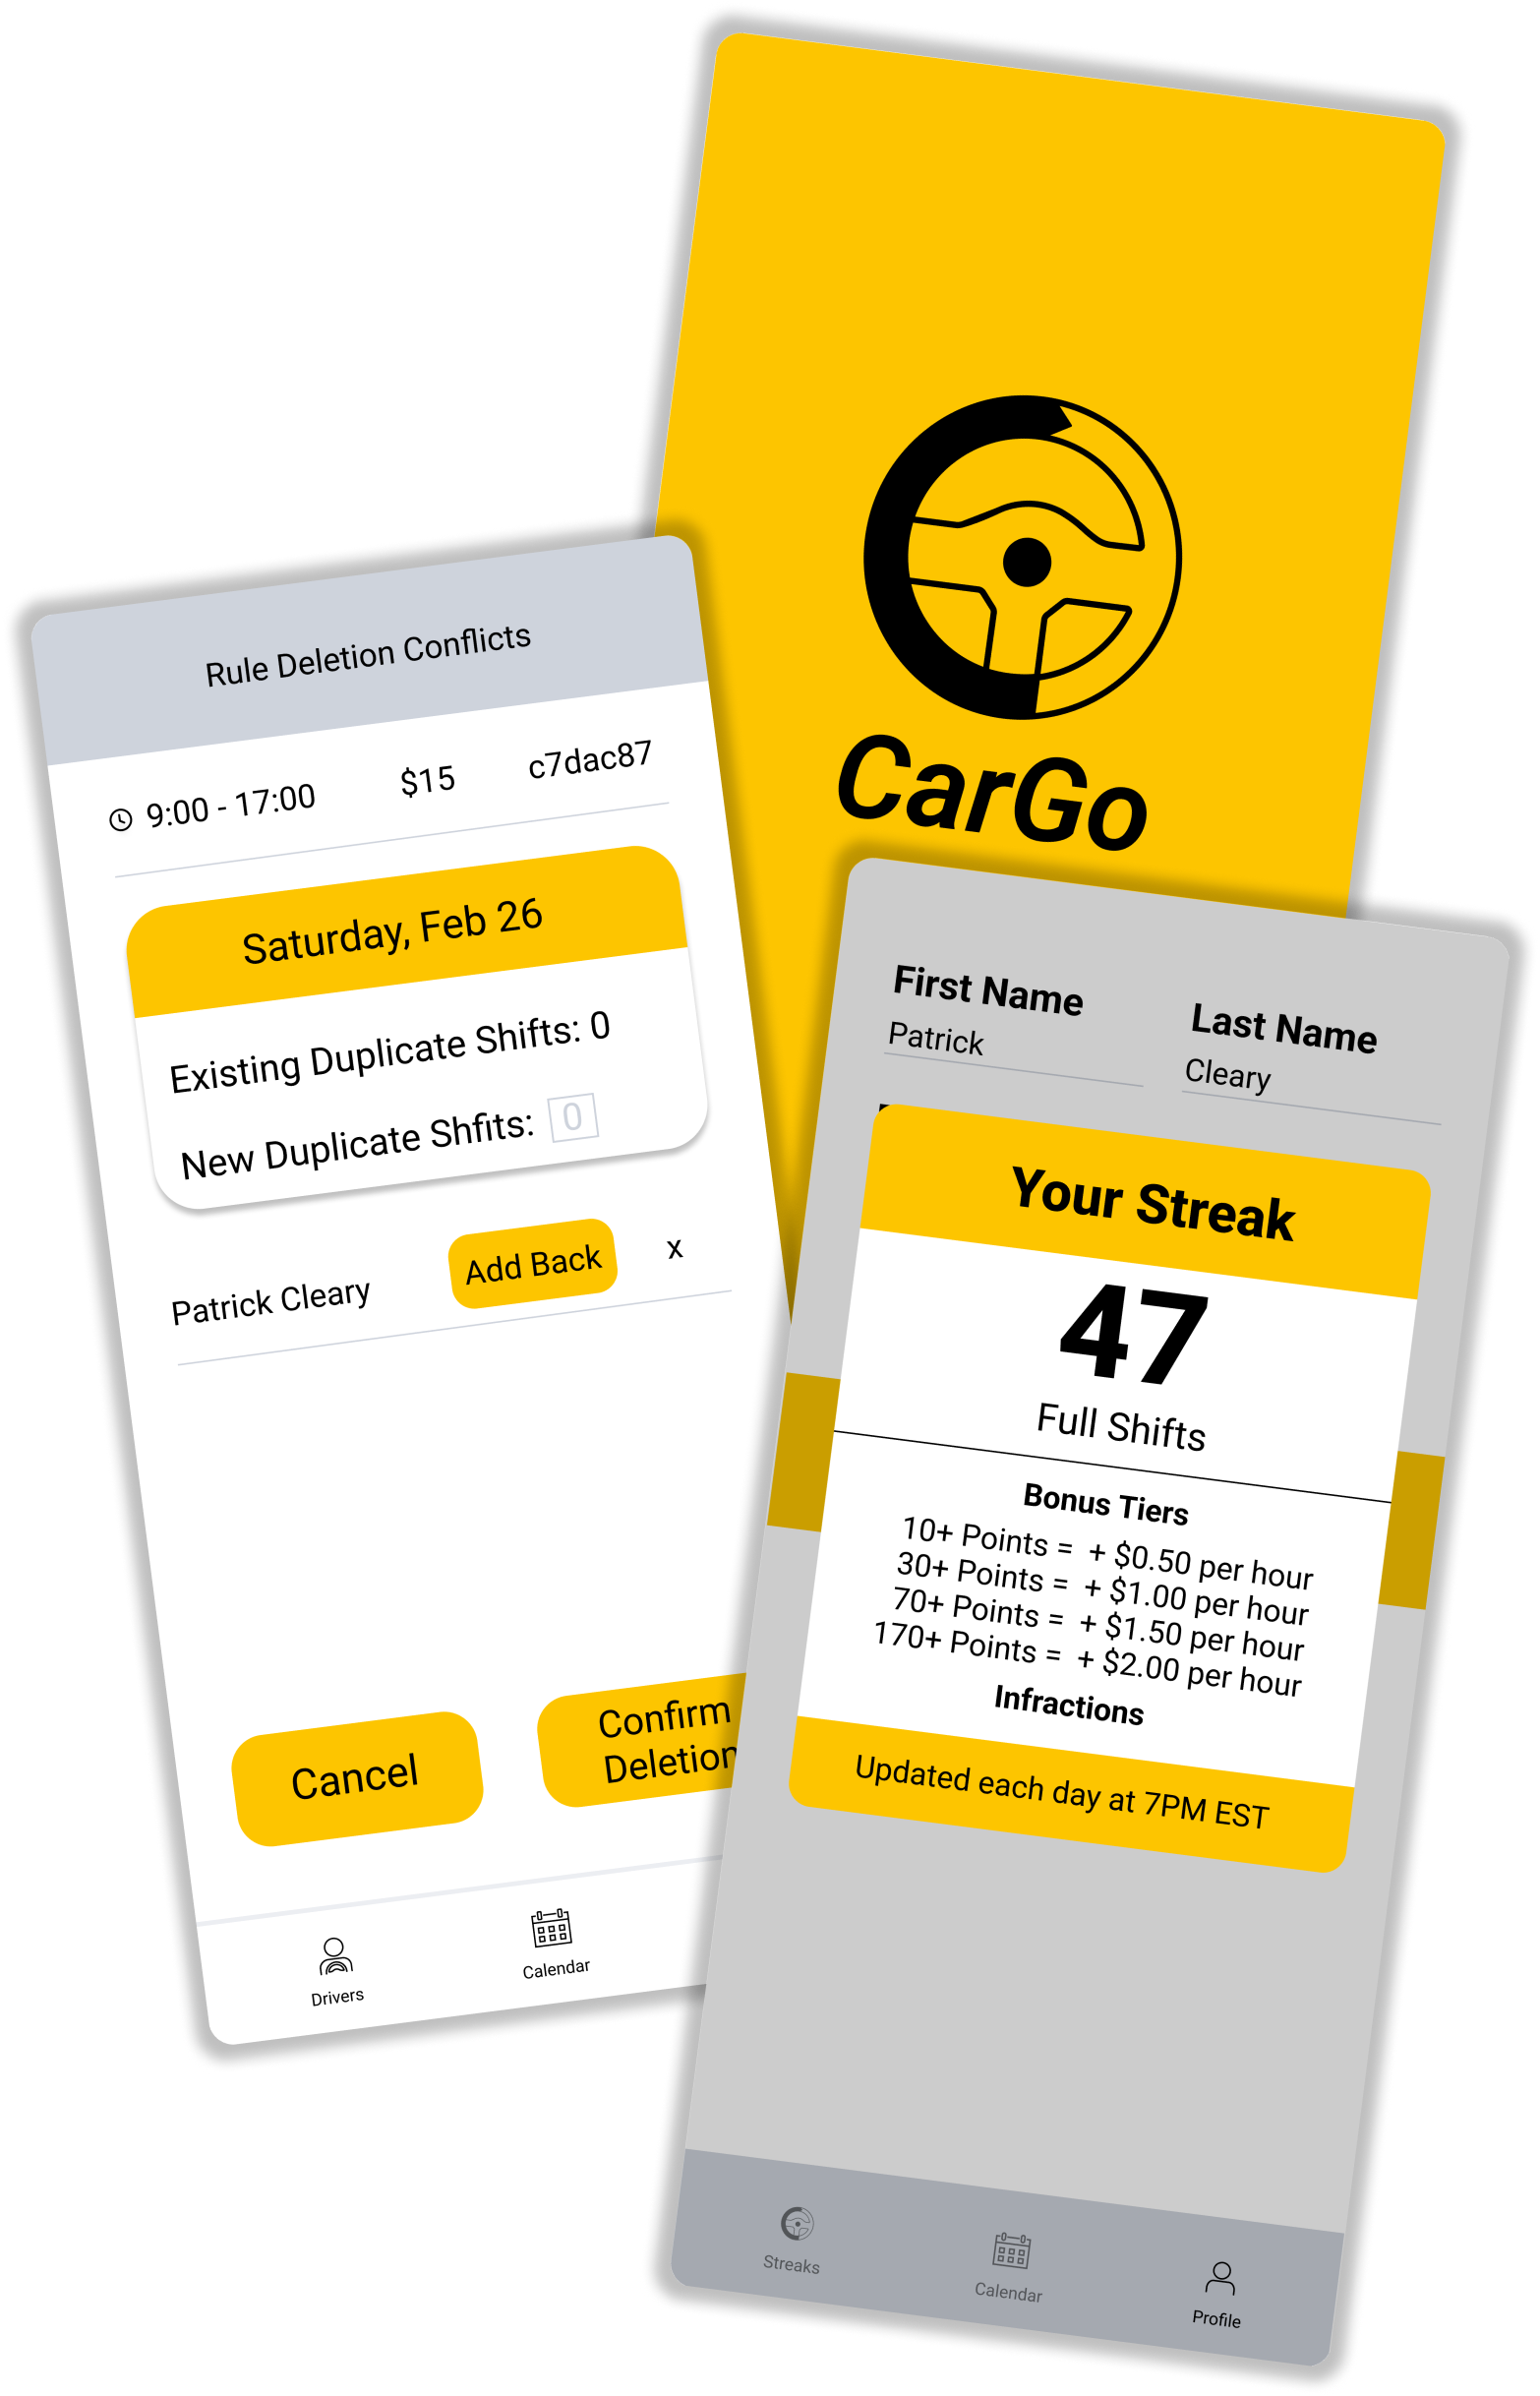 CarGo
Rule Deletion Conflicts
9:00 - 17:00 $15 c7dac87
Saturday, Feb 26
Existing Duplicate Shifts: 0
New Duplicate Shfits: 0
Patrick Cleary Add Back x
Cancel
Confirm
Deletion
Drivers Calendar
First Name Last Name
Patrick Cleary
Your Streak
47
Full Shifts
Bonus Tiers
10+ Points = + $0.50 per hour
30+ Points = + $1.00 per hour
70+ Points = + $1.50 per hour
170+ Points = + $2.00 per hour
Infractions
Updated each day at 7PM EST
Streaks Calendar Profile